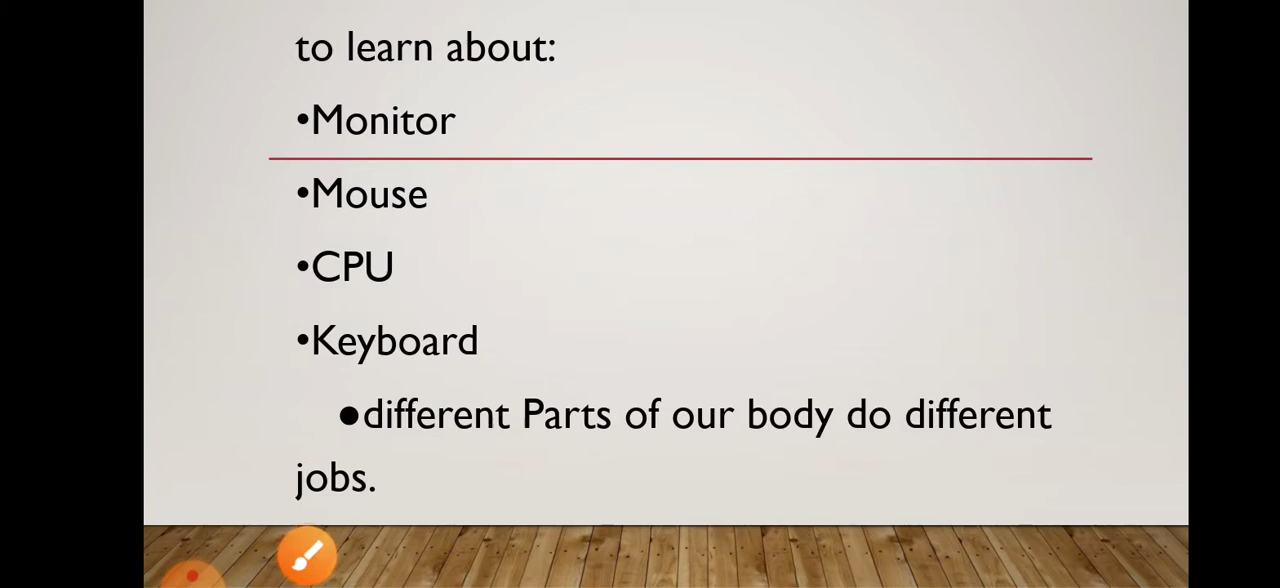 to learn about:
•Monitor
•Mouse
•CPU
•Keyboard
●different Parts of our body do different
jobs.